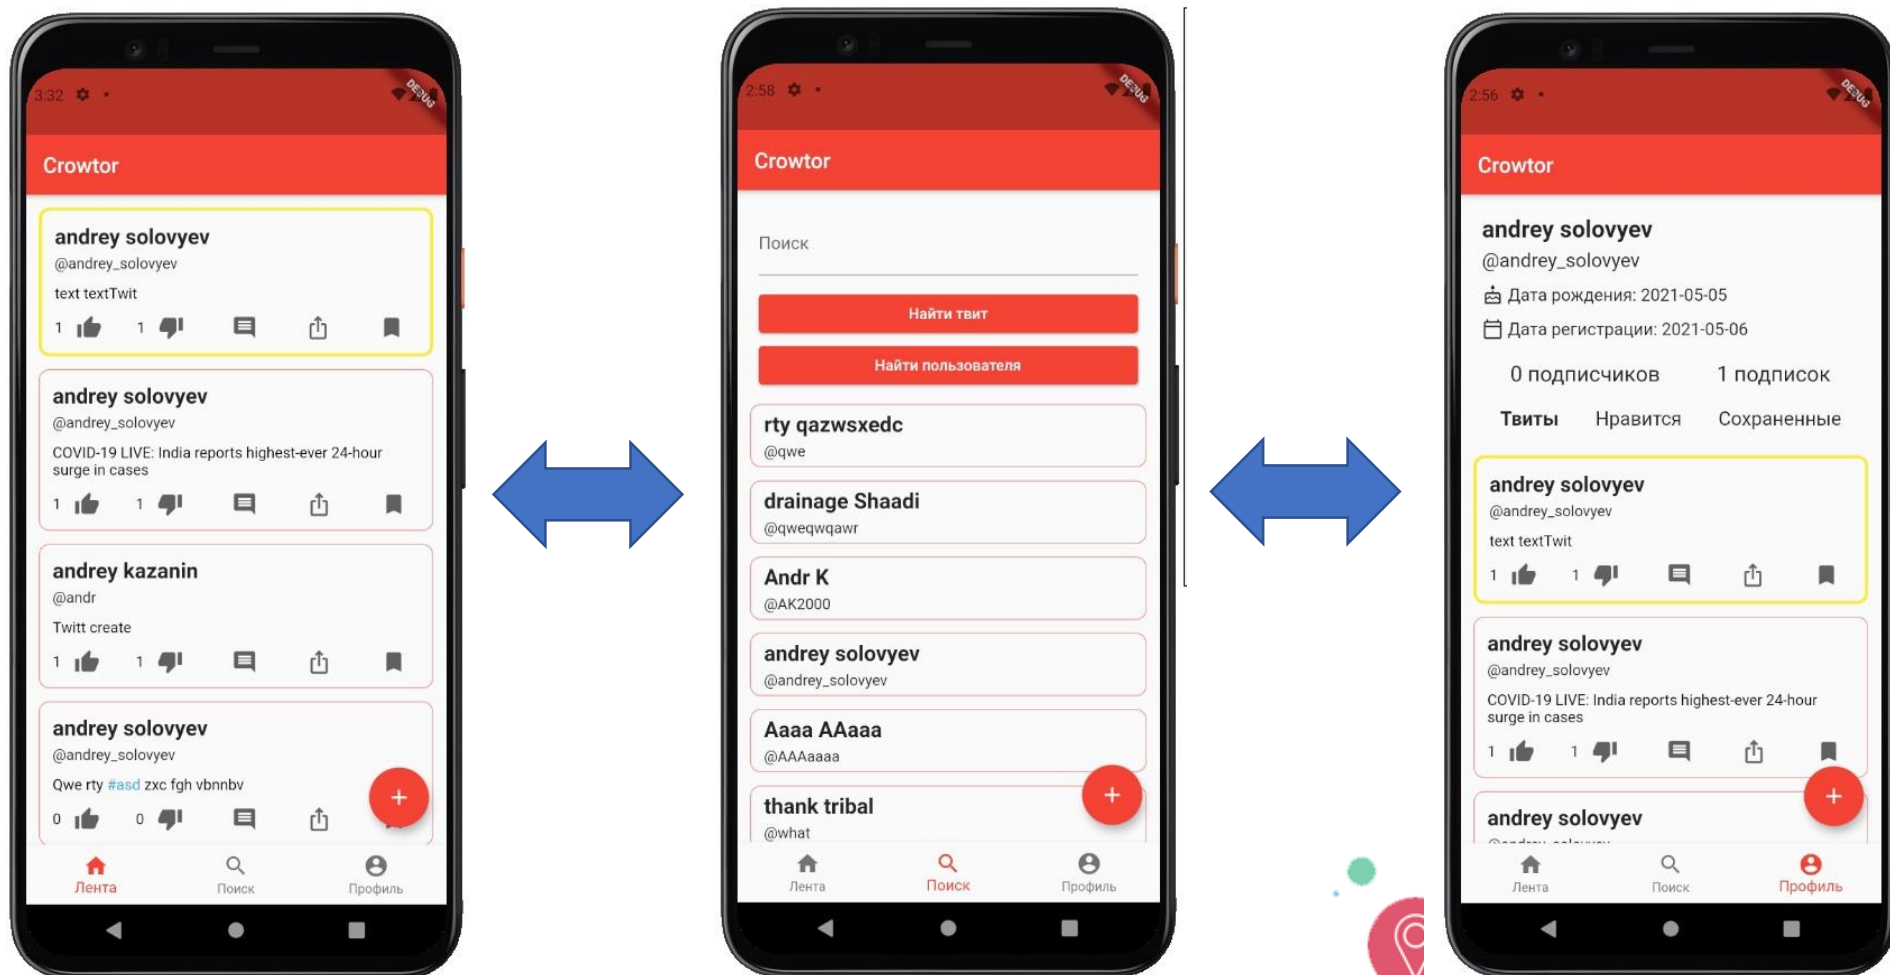 3:32
DEBUG
Crowtor
andrey solovyev
@andrey_solovyev
text textTwit
1 1
andrey solovyev
@andrey_solovyev
COVID-19 LIVE: India reports highest-ever 24-hour
surge in cases
1 1
andrey kazanin
@andr
Twitt create
1 1
andrey solovyev
@andrey_solovyev
Qwe rty #asd zxc fgh vbnnbv
0 0
+
Лента Поиск Профиль
2:58
DEBUG
Crowtor
Поиск
Найти твит
Найти пользователя
rty qazwsxedc
@qwe
drainage Shaadi
@qweqwqawr
Andr K
@AK2000
andrey solovyev
@andrey_solovyev
Aaaa AAaaa
@AAAaaaa
thank tribal
@what
+
Лента Поиск Профиль
2:56
DEBUG
Crowtor
andrey solovyev
@andrey_solovyev
Дата рождения: 2021-05-05
Дата регистрации: 2021-05-06
0 подписчиков 1 подписок
Твиты Нравится Сохраненные
andrey solovyev
@andrey_solovyev
text textTwit
1 1
andrey solovyev
@andrey_solovyev
COVID-19 LIVE: India reports highest-ever 24-hour
surge in cases
1 1
andrey solovyev
+
Лента Поиск Профиль